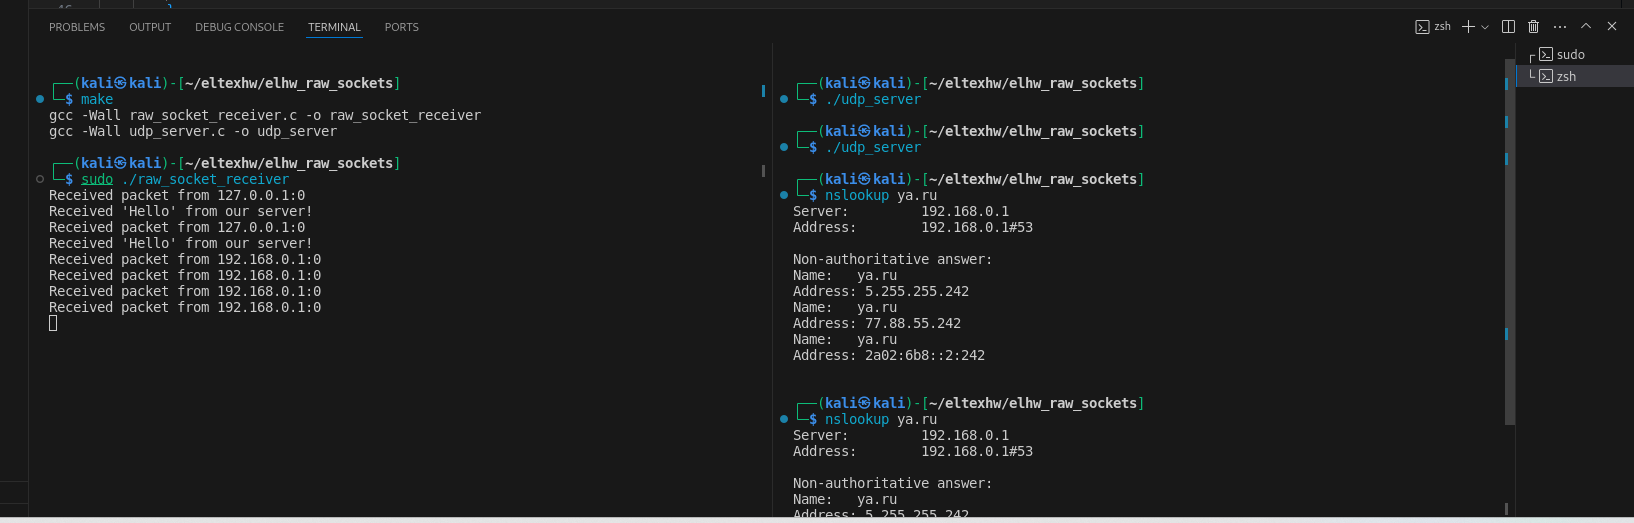 PROBLEMS OUTPUT DEBUG CONSOLE TERMINAL PORTS
zsh
sudo
zsh
┌──(kali㉿kali)-[~/eltexhw/elhw_raw_sockets]
└─$ make
gcc -Wall raw_socket_receiver.c -o raw_socket_receiver
gcc -Wall udp_server.c -o udp_server
┌──(kali㉿kali)-[~/eltexhw/elhw_raw_sockets]
└─$ sudo ./raw_socket_receiver
Received packet from 127.0.0.1:0
Received 'Hello' from our server!
Received packet from 127.0.0.1:0
Received 'Hello' from our server!
Received packet from 192.168.0.1:0
Received packet from 192.168.0.1:0
Received packet from 192.168.0.1:0
Received packet from 192.168.0.1:0
┌──(kali㉿kali)-[~/eltexhw/elhw_raw_sockets]
└─$ ./udp_server
┌──(kali㉿kali)-[~/eltexhw/elhw_raw_sockets]
└─$ ./udp_server
┌──(kali㉿kali)-[~/eltexhw/elhw_raw_sockets]
└─$ nslookup ya.ru
Server: 192.168.0.1
Address: 192.168.0.1#53
Non-authoritative answer:
Name: ya.ru
Address: 5.255.255.242
Name: ya.ru
Address: 77.88.55.242
Name: ya.ru
Address: 2a02:6b8::2:242
┌──(kali㉿kali)-[~/eltexhw/elhw_raw_sockets]
└─$ nslookup ya.ru
Server: 192.168.0.1
Address: 192.168.0.1#53
Non-authoritative answer:
Name: ya.ru
Address: 5.255.255.242